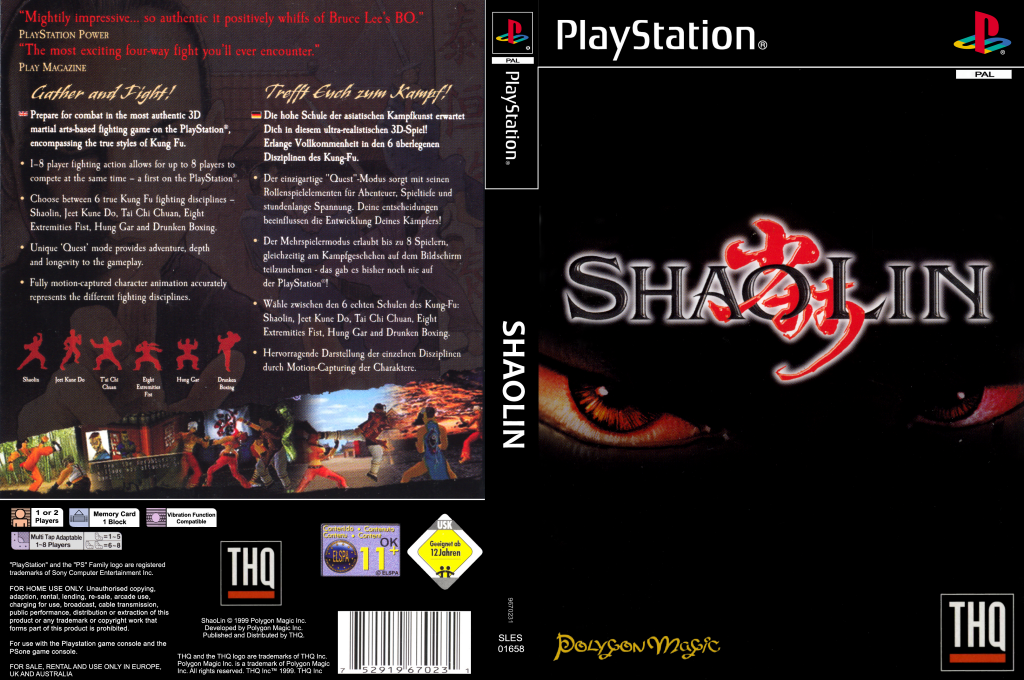 “Mightily impressive... so authentic it positively whiffs of Bruce Lee's BO.”
PlayStation Power
“The most exciting four-way fight you'll ever encounter.”
Play Magazine
Gather and Fight!
Prepare for combat in the most authentic 3D
martial arts-based fighting game on the PlayStation®,
encompassing the true styles of Kung Fu.
• 1–8 player fighting action allows for up to 8 players to
compete at the same time – a first on the PlayStation®.
• Choose between 6 true Kung Fu fighting disciplines –
Shaolin, Jeet Kune Do, Tai Chi Chuan, Eight
Extremities Fist, Hung Gar and Drunken Boxing.
• Unique 'Quest' mode provides adventure, depth
and longevity to the gameplay.
• Fully motion-captured character animation accurately
represents the different fighting disciplines.
Shaolin
Jeet Kune Do
T'ai Chi
Chuan
Eight
Extremities
Fist
Hung Gar
Drunken
Boxing
Trefft Euch zum Kampf!
Die hohe Schule der asiatischen Kampfkunst erwartet
Dich in diesem ultra-realistischen 3D-Spiel!
Erlange Vollkommenheit in den 6 überlegenen
Disziplinen des Kung-Fu.
• Der einzigartige "Quest"-Modus sorgt mit seinen
Rollenspielelementen für Abenteuer, Spieltiefe und
stundenlange Spannung. Deine entscheidungen
beeinflussen die Entwicklung Deines Kämpfers!
• Der Mehrspielermodus erlaubt bis zu 8 Spielern,
gleichzeitig am Kampfgeschehen auf dem Bildschirm
teilzunehmen - das gab es bisher noch nie auf
der PlayStation®!
• Wähle zwischen den 6 echten Schulen des Kung-Fu:
Shaolin, Jeet Kune Do, Tai Chi Chuan, Eight
Extremities Fist, Hung Gar and Drunken Boxing.
• Hervorragende Darstellung der einzelnen Disziplinen
durch Motion-Capturing der Charaktere.
1 or 2
Players
Memory Card
1 Block
Vibration Function
Compatible
Multi Tap Adaptable
1~8 Players
=1~5
=6~8
"PlayStation" and the "PS" Family logo are registered
trademarks of Sony Computer Entertainment Inc.
FOR HOME USE ONLY. Unauthorised copying,
adaption, rental, lending, re-sale, arcade use,
charging for use, broadcast, cable transmission,
public performance, distribution or extraction of this
product or any trademark or copyright work that
forms part of this product is prohibited.
For use with the Playstation game console and the
PSone game console.
FOR SALE, RENTAL AND USE ONLY IN EUROPE,
UK AND AUSTRALIA
THQ
ShaoLin © 1999 Polygon Magic Inc.
Developed by Polygon Magic Inc.
Published and Distributed by THQ.
THQ and the THQ logo are trademarks of THQ Inc.
Polygon Magic Inc. is a trademark of Polygon Magic
Inc. All rights reserved. THQ Inc™ 1999. THQ Inc
Contenido • Contenuto
Contenu • Content
ELSPA
11+
OK
© ELSPA
USK
Geeignet ab
12 Jahren
7 52919 67023 1
PAL
PlayStation®
SHAOLIN
9670231
SLES
01658
PlayStation®
PAL
少林
SHAOLIN
Polygon Magic
THQ